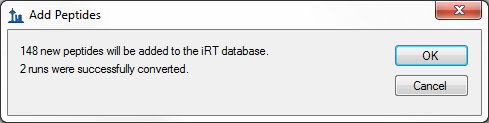 Add Peptides
148 new peptides will be added to the iRT database.
2 runs were successfully converted.
OK
Cancel